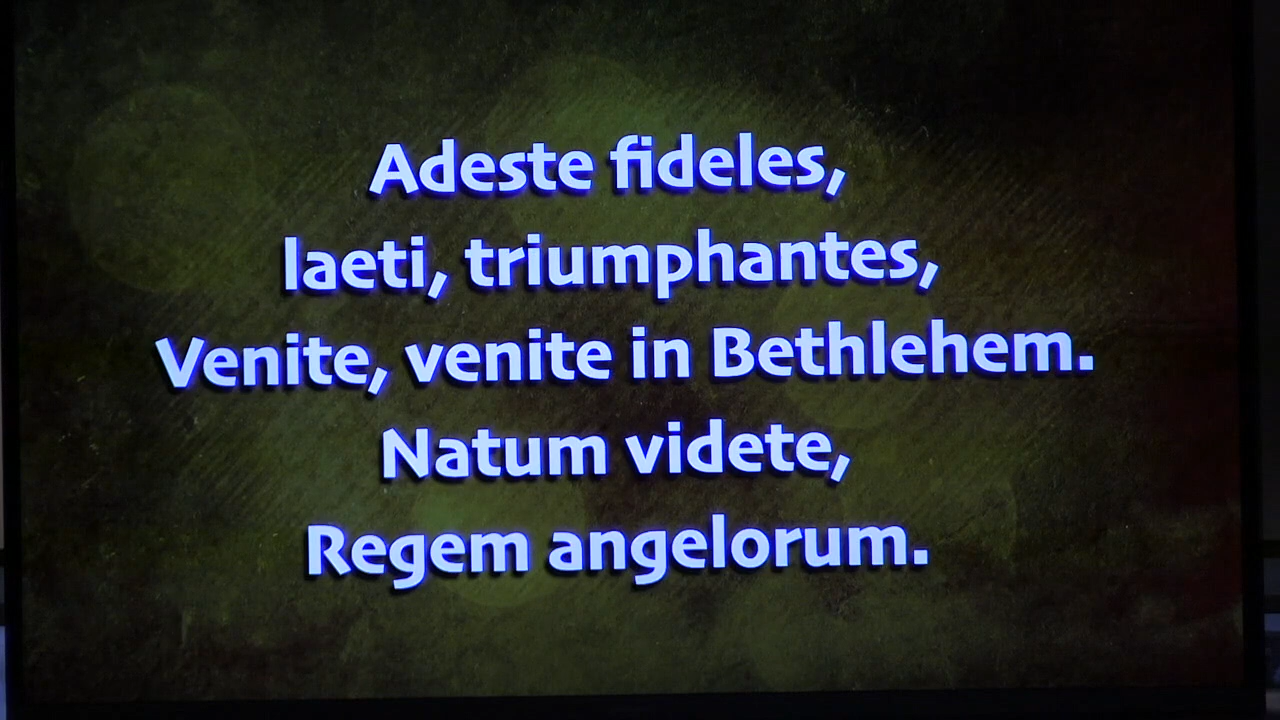 Adeste fideles,
laeti, triumphantes,
Venite, venite in Bethlehem.
Natum videte,
Regem angelorum.